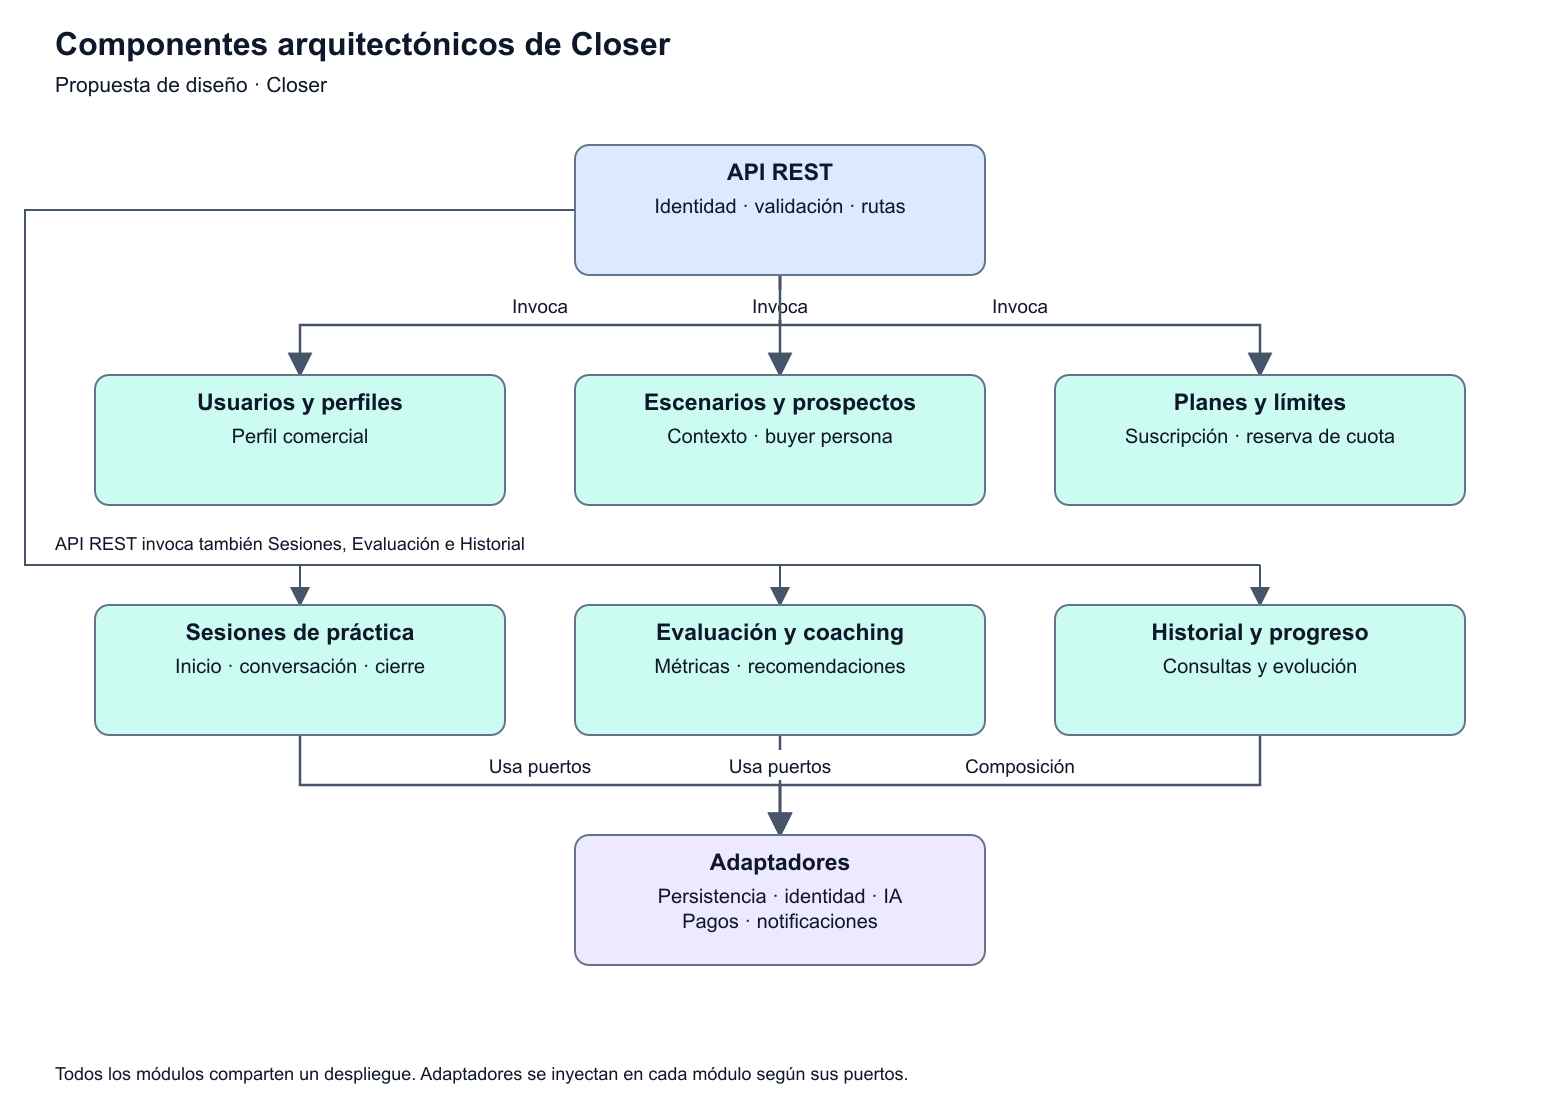 Componentes arquitectónicos de Closer
Propuesta de diseño · Closer
API REST
Identidad · validación · rutas
Invoca
Invoca
Invoca
Usuarios y perfiles
Perfil comercial
Escenarios y prospectos
Contexto · buyer persona
Planes y límites
Suscripción · reserva de cuota
API REST invoca también Sesiones, Evaluación e Historial
Sesiones de práctica
Inicio · conversación · cierre
Evaluación y coaching
Métricas · recomendaciones
Historial y progreso
Consultas y evolución
Usa puertos
Usa puertos
Composición
Adaptadores
Persistencia · identidad · IA
Pagos · notificaciones
Todos los módulos comparten un despliegue. Adaptadores se inyectan en cada módulo según sus puertos.